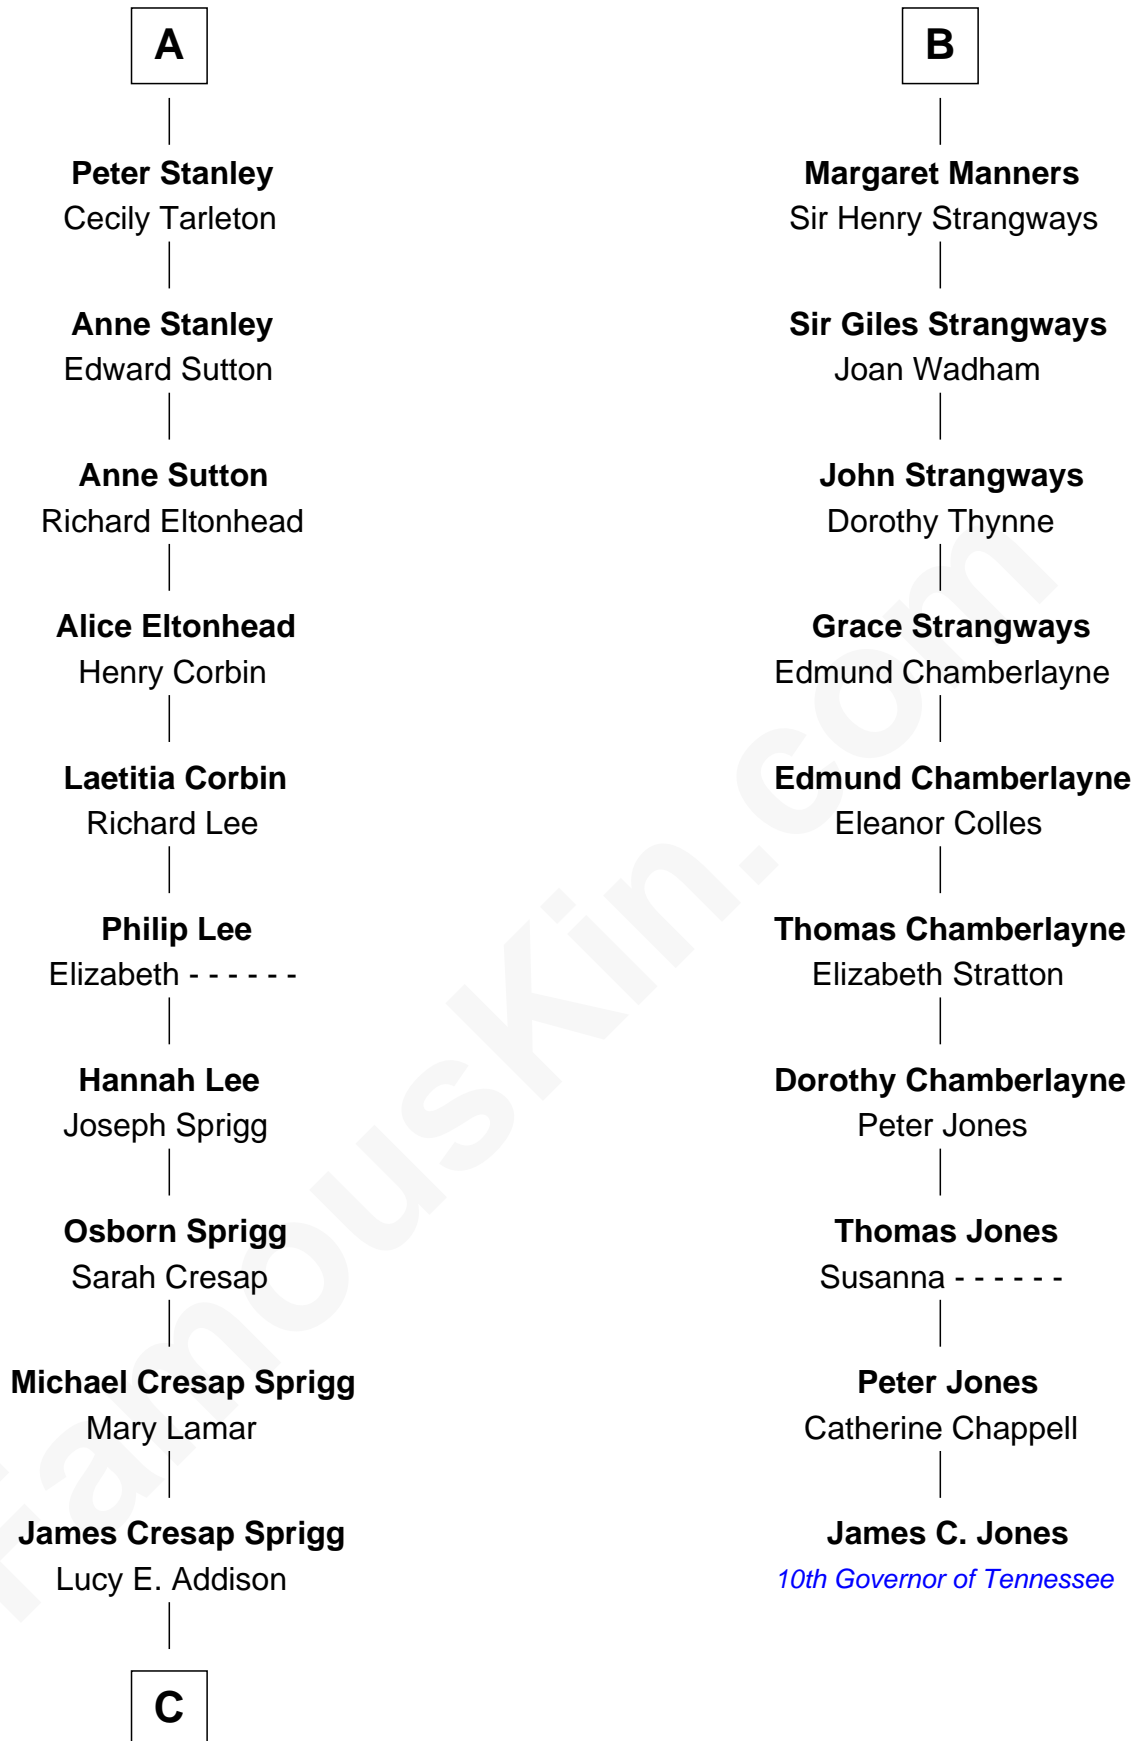 A
Peter Stanley
Cecily Tarleton
Anne Stanley
Edward Sutton
Anne Sutton
Richard Eltonhead
Alice Eltonhead
Henry Corbin
Laetitia Corbin
Richard Lee
Philip Lee
Elizabeth - - - - - -
Hannah Lee
Joseph Sprigg
Osborn Sprigg
Sarah Cresap
Michael Cresap Sprigg
Mary Lamar
James Cresap Sprigg
Lucy E. Addison
C
B
Margaret Manners
Sir Henry Strangways
Sir Giles Strangways
Joan Wadham
John Strangways
Dorothy Thynne
Grace Strangways
Edmund Chamberlayne
Edmund Chamberlayne
Eleanor Colles
Thomas Chamberlayne
Elizabeth Stratton
Dorothy Chamberlayne
Peter Jones
Thomas Jones
Susanna - - - - - -
Peter Jones
Catherine Chappell
James C. Jones
10th Governor of Tennessee
FamousKin.com